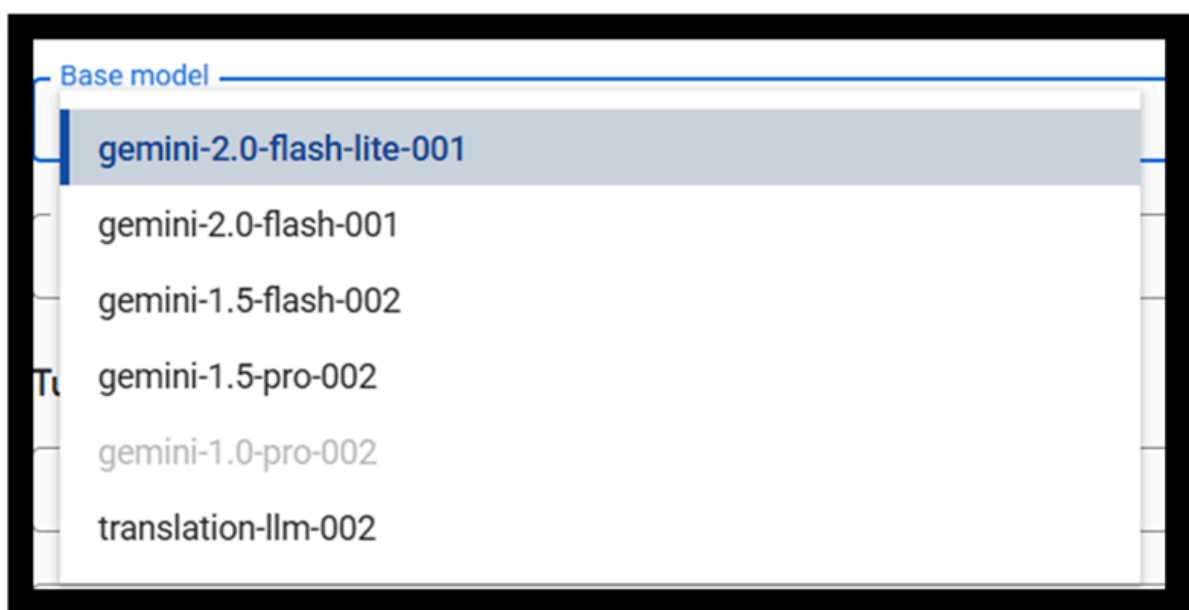 Base model
gemini-2.0-flash-lite-001
gemini-2.0-flash-001
gemini-1.5-flash-002
gemini-1.5-pro-002
gemini-1.0-pro-002
translation-llm-002